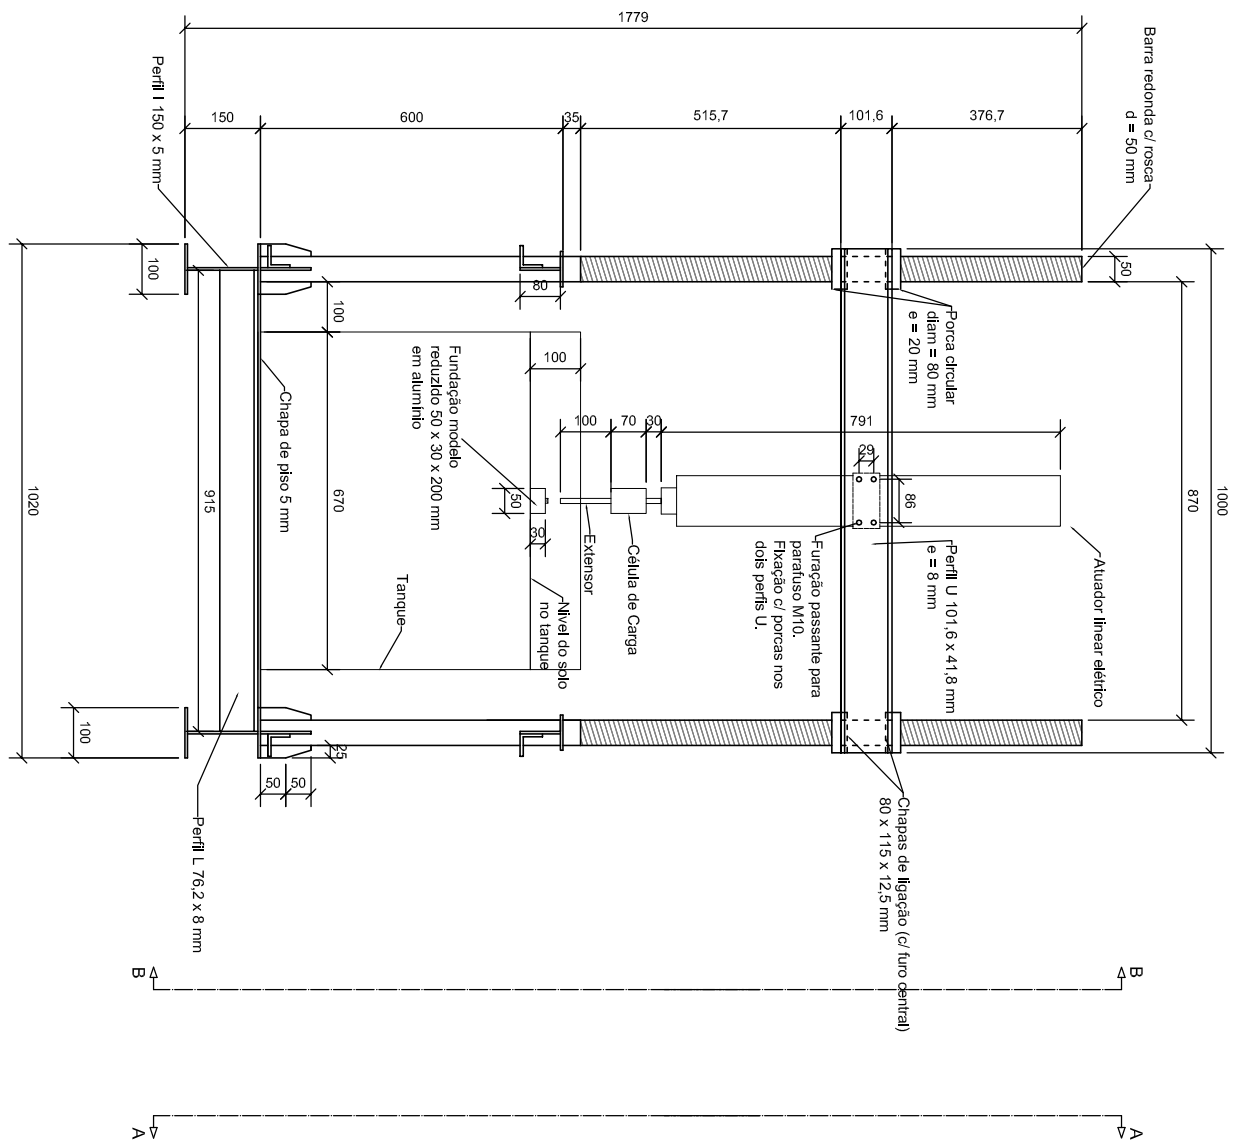 1779
150
600
35
515,7
101,6
376,7
Barra redonda c/ rosca
d = 50 mm
Perfil I 150 x 5 mm
100
100
80
50
Porca circular
diam = 80 mm
e = 20 mm
1000
870
100
Fundação modelo
reduzido 50 x 30 x 200 mm
em alumínio
100
70
30
791
29
86
Chapa de piso 5 mm
670
915
1020
50
30
Extensor
Célula de Carga
Furação passante para
parafuso M10.
Fixação c/ porcas nos
dois perfis U.
Perfil U 101,6 x 41,8 mm
e = 8 mm
Atuador linear elétrico
Nivel do solo
no tanque
Tanque
100
25
50
50
Perfil L 76,2 x 8 mm
Chapas de ligação (c/ furo central)
80 x 115 x 12,5 mm
B
B
A
A